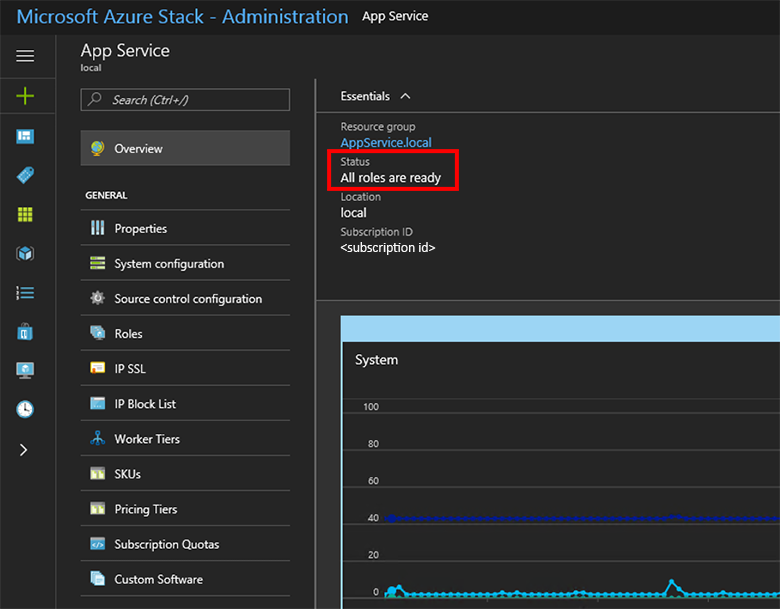 Microsoft Azure Stack - Administration App Service
App Service
local
Search (Ctrl+/)
Overview
GENERAL
Properties
System configuration
Source control configuration
Roles
IP SSL
IP Block List
Worker Tiers
SKUs
Pricing Tiers
Subscription Quotas
Custom Software
Essentials
Resource group
AppService.local
Status
All roles are ready
Location
local
Subscription ID
<subscription id>
System
100
80
60
40
20
0